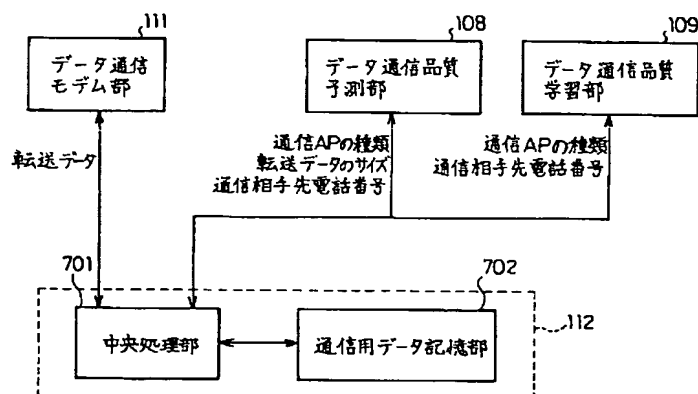 111
データ通信
モデム部
108
データ通信品質
予測部
109
データ通信品質
学習部
転送データ
通信APの種類
転送データのサイズ
通信相手先電話番号
通信APの種類
通信相手先電話番号
701
中央処理部
702
通信用データ記憶部
112